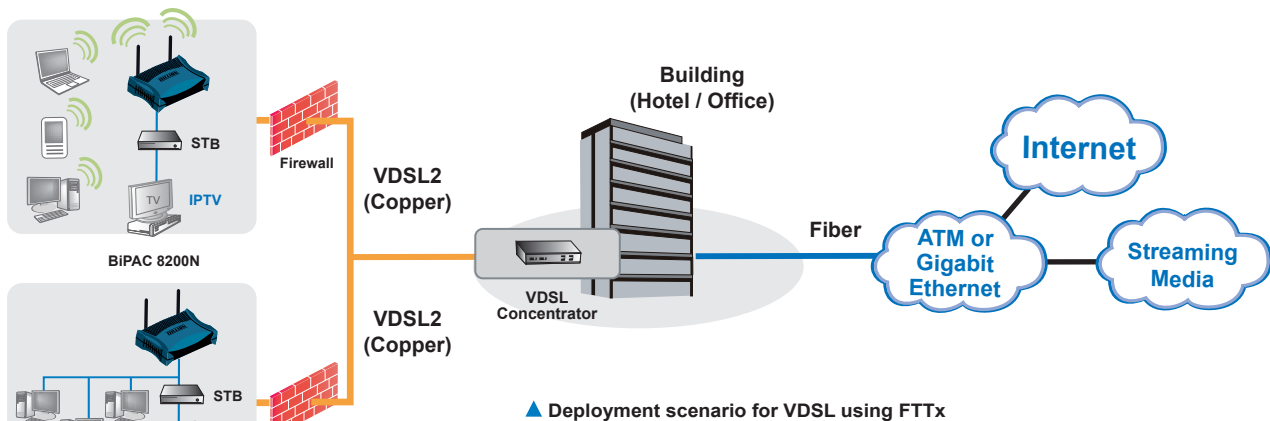 Building
(Hotel / Office)
STB
Firewall
Internet
VDSL2
(Copper)
TV
IPTV
Fiber
ATM or
Gigabit
Ethernet
Streaming
Media
BiPAC 8200N
VDSL
Concentrator
VDSL2
(Copper)
STB
Deployment scenario for VDSL using FTTx